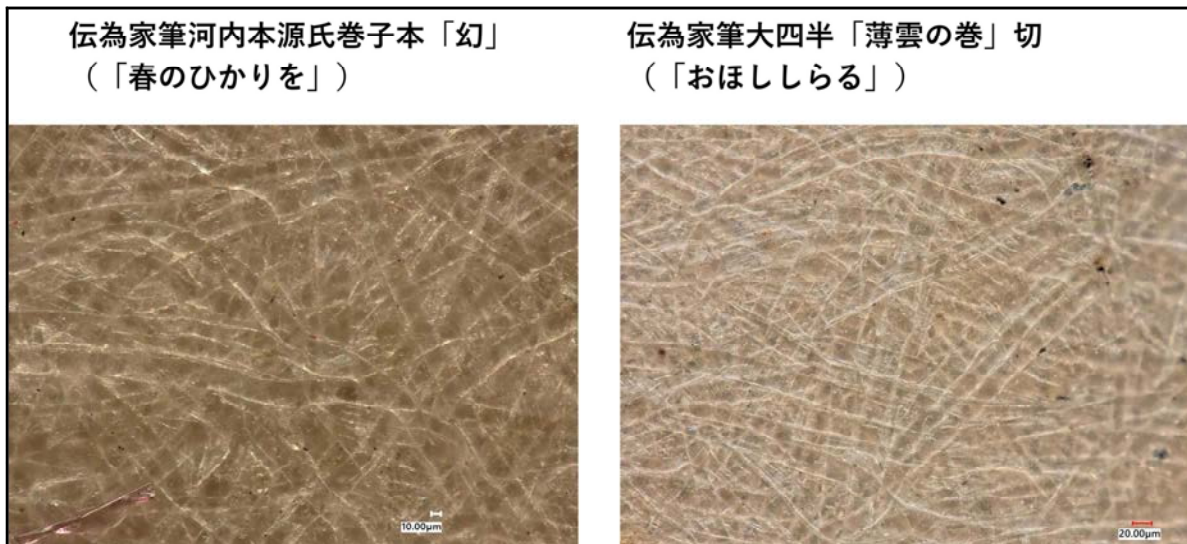 伝為家筆河内本源氏巻子本「幻」
（「春のひかりを」）
伝為家筆大四半「薄雲の巻」切
（「おほししらる」）
10.00μm
20.00μm